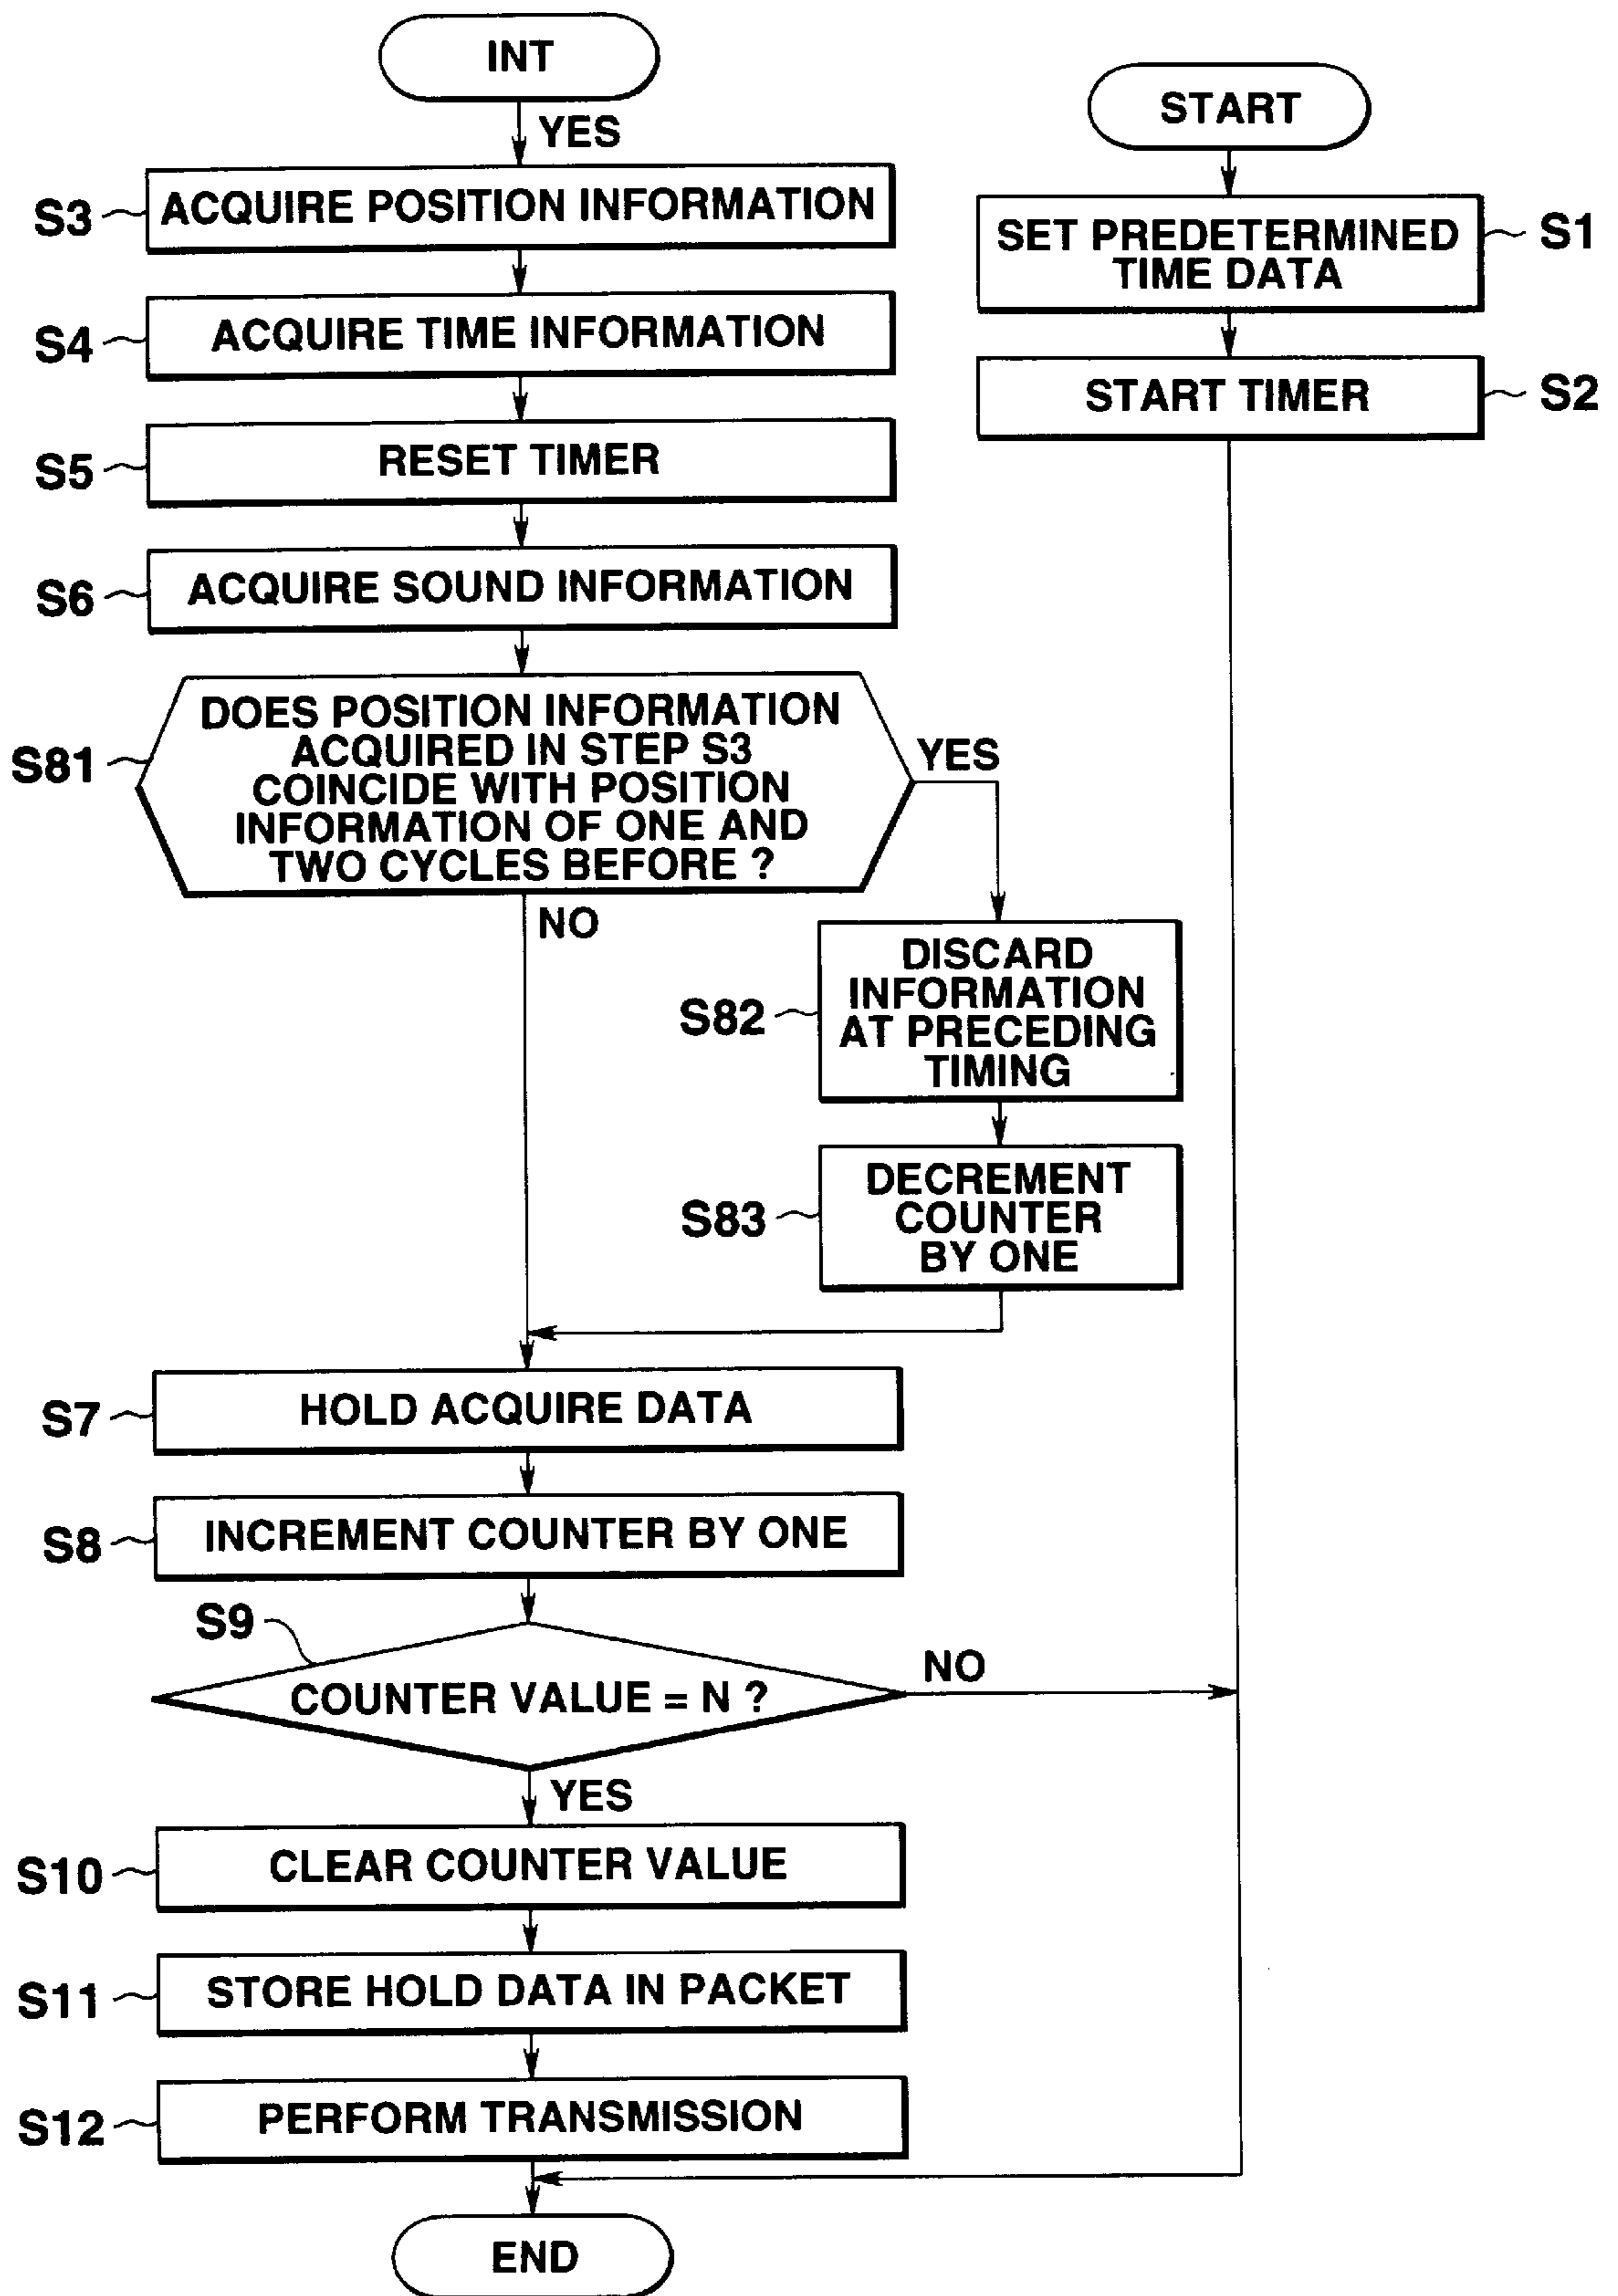 INT
YES
S3
ACQUIRE POSITION INFORMATION
S4
ACQUIRE TIME INFORMATION
S5
RESET TIMER
S6
ACQUIRE SOUND INFORMATION
S81
DOES POSITION INFORMATION
ACQUIRED IN STEP S3
COINCIDE WITH POSITION
INFORMATION OF ONE AND
TWO CYCLES BEFORE ?
YES
NO
S82
DISCARD
INFORMATION
AT PRECEDING
TIMING
S83
DECREMENT
COUNTER
BY ONE
S7
HOLD ACQUIRE DATA
S8
INCREMENT COUNTER BY ONE
S9
COUNTER VALUE = N ?
NO
YES
S10
CLEAR COUNTER VALUE
S11
STORE HOLD DATA IN PACKET
S12
PERFORM TRANSMISSION
END
START
SET PREDETERMINED
TIME DATA
S1
START TIMER
S2